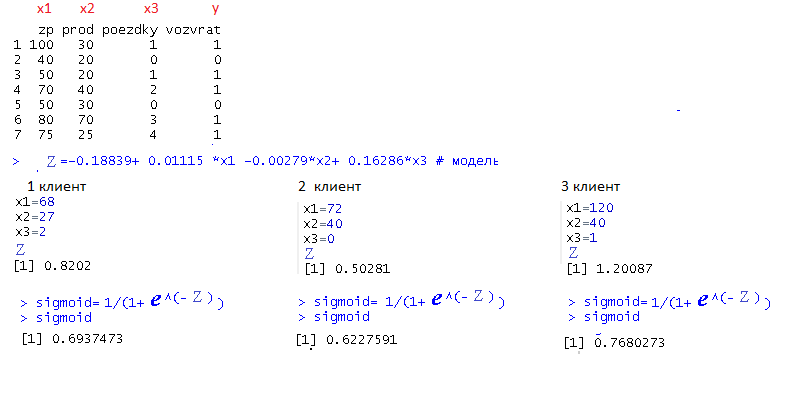 x1 x2 x3 y
zp prod poezdky vozvrat
1 100 30 1 1
2 40 20 0 0
3 50 20 1 1
4 70 40 2 1
5 50 30 0 0
6 80 70 3 1
7 75 25 4 1
> Z=-0.18839+ 0.01115 *x1 -0.00279*x2+ 0.16286*x3 # модель
1 клиент
x1=68
x2=27
x3=2
Z
[1] 0.8202
> sigmoid= 1/(1+ e^(- Z ))
> sigmoid
[1] 0.6937473
2 клиент
x1=72
x2=40
x3=0
Z
[1] 0.50281
> sigmoid= 1/(1+ e^(- Z ))
> sigmoid
[1] 0.6227591
3 клиент
x1=120
x2=40
x3=1
Z
[1] 1.20087
> sigmoid= 1/(1+ e^(- Z ))
> sigmoid
[1] 0.7680273